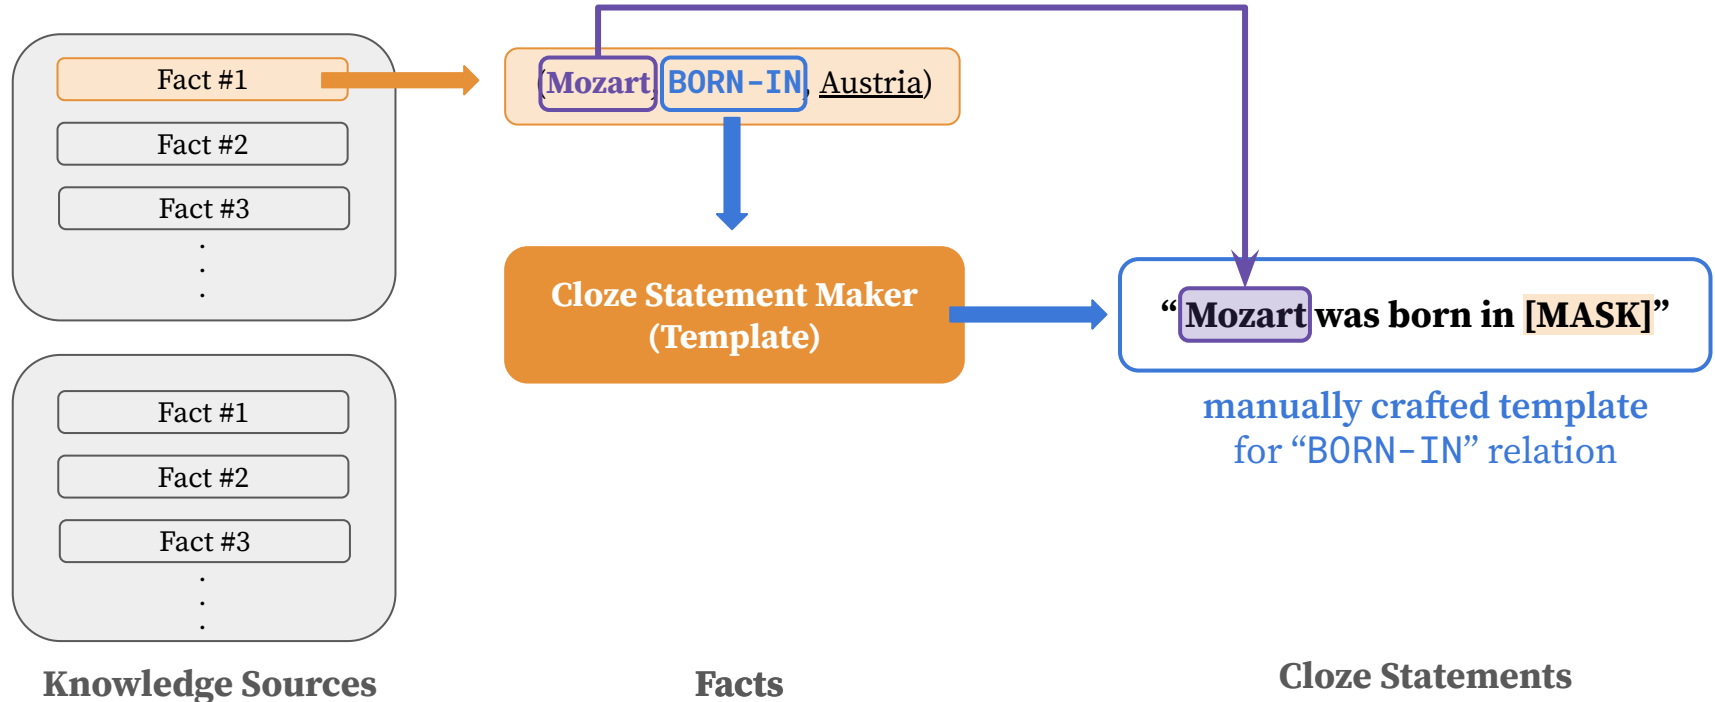 Fact #1
Fact #2
Fact #3
.
.
.
Fact #1
Fact #2
Fact #3
.
.
.
Knowledge Sources
(Mozart, BORN-IN, Austria)
Cloze Statement Maker
(Template)
Facts
“Mozart was born in [MASK]”
manually crafted template
for “BORN-IN” relation
Cloze Statements